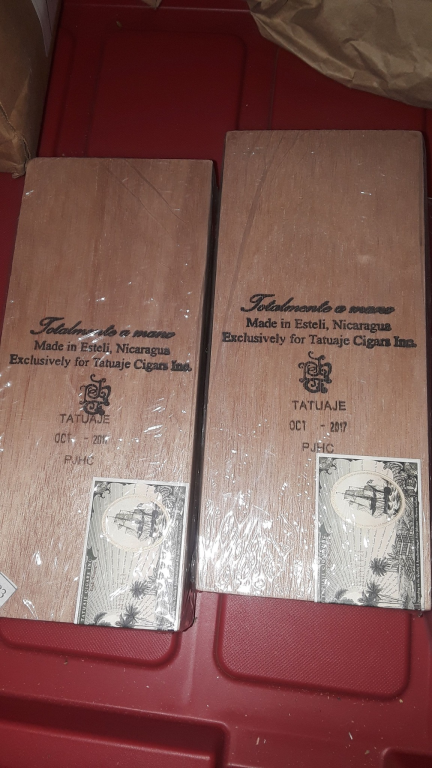 Totalmente a mano
Made in Esteli, Nicaragua
Exclusively for Tatuaje Cigars Inc.
TATUAJE
OCT -
PJHC
Totalmente a mano
Made in Esteli, Nicaragua
Exclusively for Tatuaje Cigars Inc.
TATUAJE
OCT - 2017
PJHC